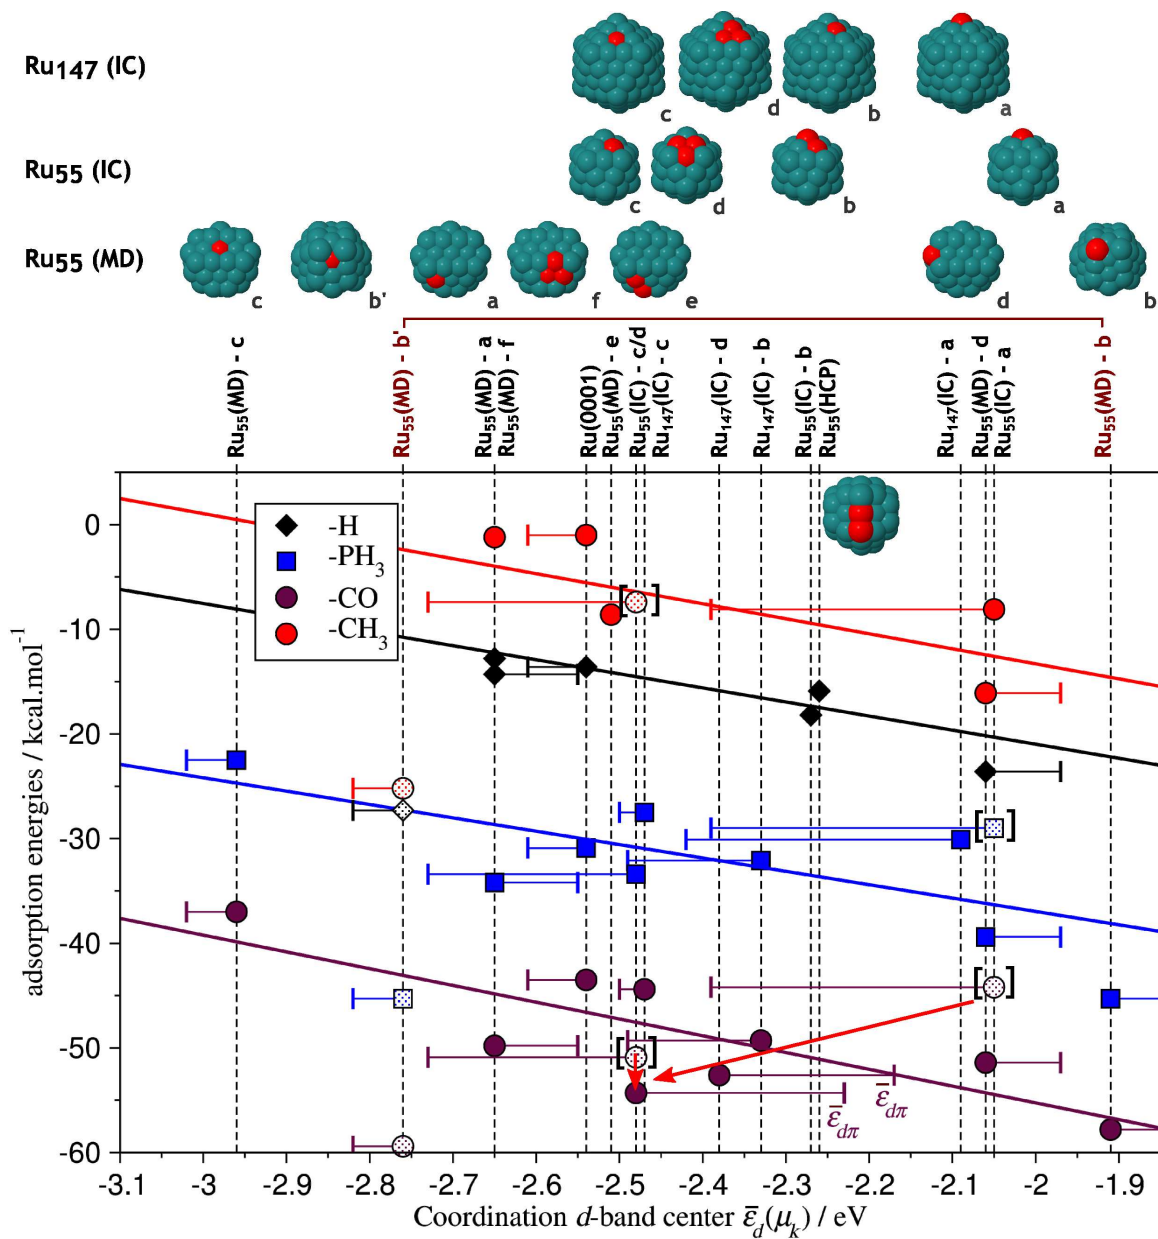 Ru147 (IC)
c d b a
Ru55 (IC)
c d b a
Ru55 (MD)
c b' a f e d b
Ru55(MD) - c
Ru55(MD) - b'
Ru55(MD) - a
Ru55(MD) - f
Ru(0001)
Ru55(MD) - e
Ru55(IC) - c/d
Ru147(IC) - c
Ru147(IC) - d
Ru147(IC) - b
Ru55(IC) - b
Ru55(HCP)
Ru147(IC) - a
Ru55(MD) - d
Ru55(IC) - a
Ru55(MD) - b
-H
-PH3
-CO
-CH3
[ ]
[ ]
[ ]
[ ]
ε̄dπ
ε̄dπ
0
-10
-20
-30
-40
-50
-60
adsorption energies / kcal.mol-1
-3.1 -3 -2.9 -2.8 -2.7 -2.6 -2.5 -2.4 -2.3 -2.2 -2.1 -2 -1.9
Coordination d-band center ε̄d(μk) / eV